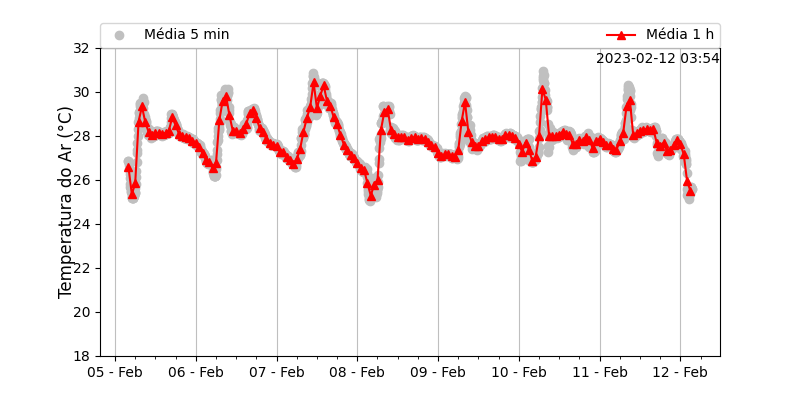 Média 5 min
Média 1 h
2023-02-12 03:54
Temperatura do Ar (°C)
32
30
28
26
24
22
20
18
05 - Feb
06 - Feb
07 - Feb
08 - Feb
09 - Feb
10 - Feb
11 - Feb
12 - Feb